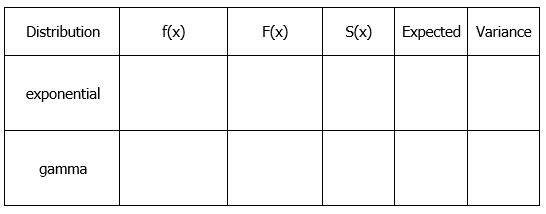 Distribution f(x) F(x) S(x) Expected Variance
exponential
gamma